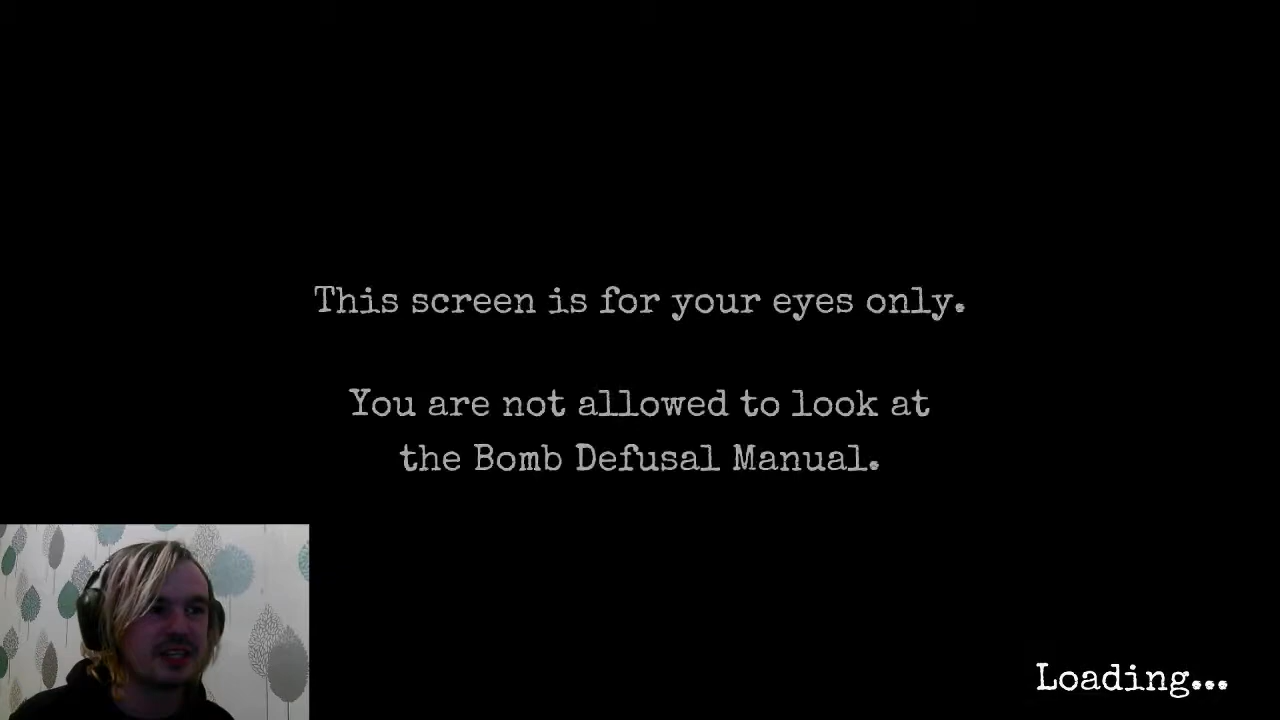 This screen is for your eyes only.
You are not allowed to look at
the Bomb Defusal Manual.
Loading...